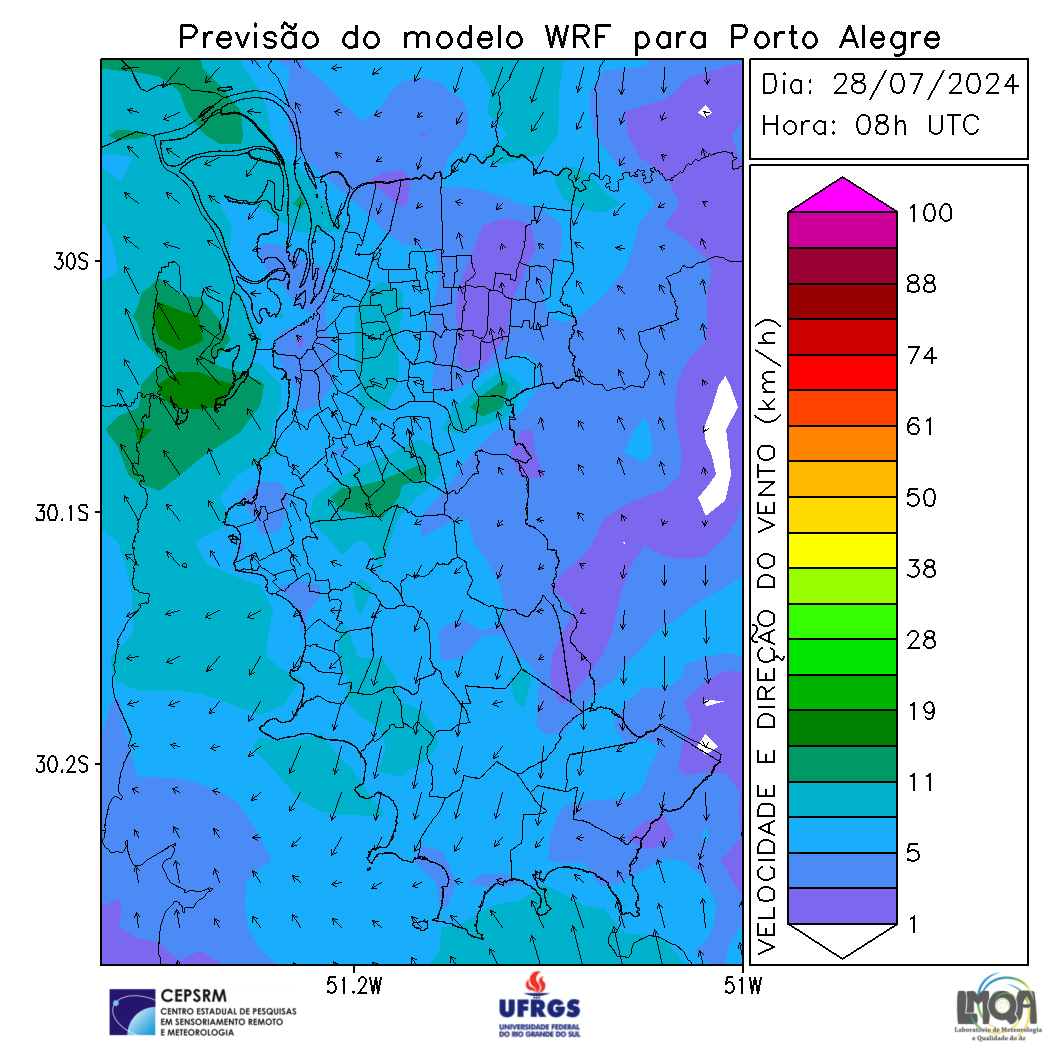 Previsão do modelo WRF para Porto Alegre
Dia: 28/07/2024
Hora: 08h UTC
30S
30.1S
30.2S
51.2W
51W
VELOCIDADE E DIREÇÃO DO VENTO (km/h)
100
88
74
61
50
38
28
19
11
5
1
CEPSRM
CENTRO ESTADUAL DE PESQUISAS
EM SENSORIAMENTO REMOTO
E METEOROLOGIA
UFRGS
UNIVERSIDADE FEDERAL
DO RIO GRANDE DO SUL
LMQA
Laboratório de Meteorologia
e Qualidade do Ar